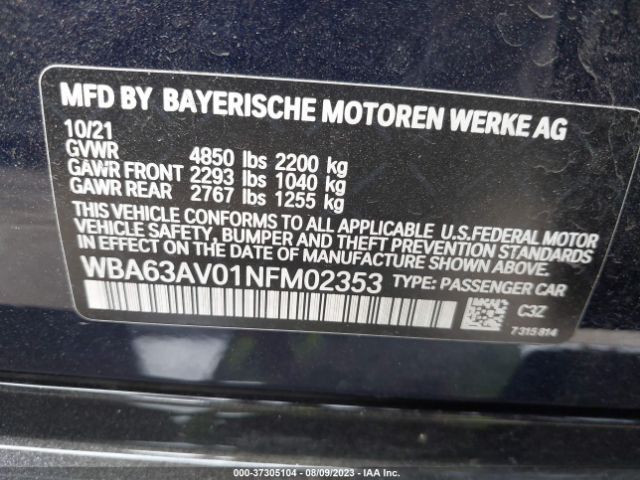 MFD BY BAYERISCHE MOTOREN WERKE AG
10/21
GVWR 4850 lbs 2200 kg
GAWR FRONT 2293 lbs 1040 kg
GAWR REAR 2767 lbs 1255 kg
THIS VEHICLE CONFORMS TO ALL APPLICABLE U.S.FEDERAL MOTOR
VEHICLE SAFETY, BUMPER AND THEFT PREVENTION STANDARDS IN
EFFECT ON THE DATE OF MANUFACTURE SHOWN ABOVE.
WBA63AV01NFM02353 TYPE: PASSENGER CAR
C3Z
7315814
000-37305104 - 08/09/2023 - IAA Inc.